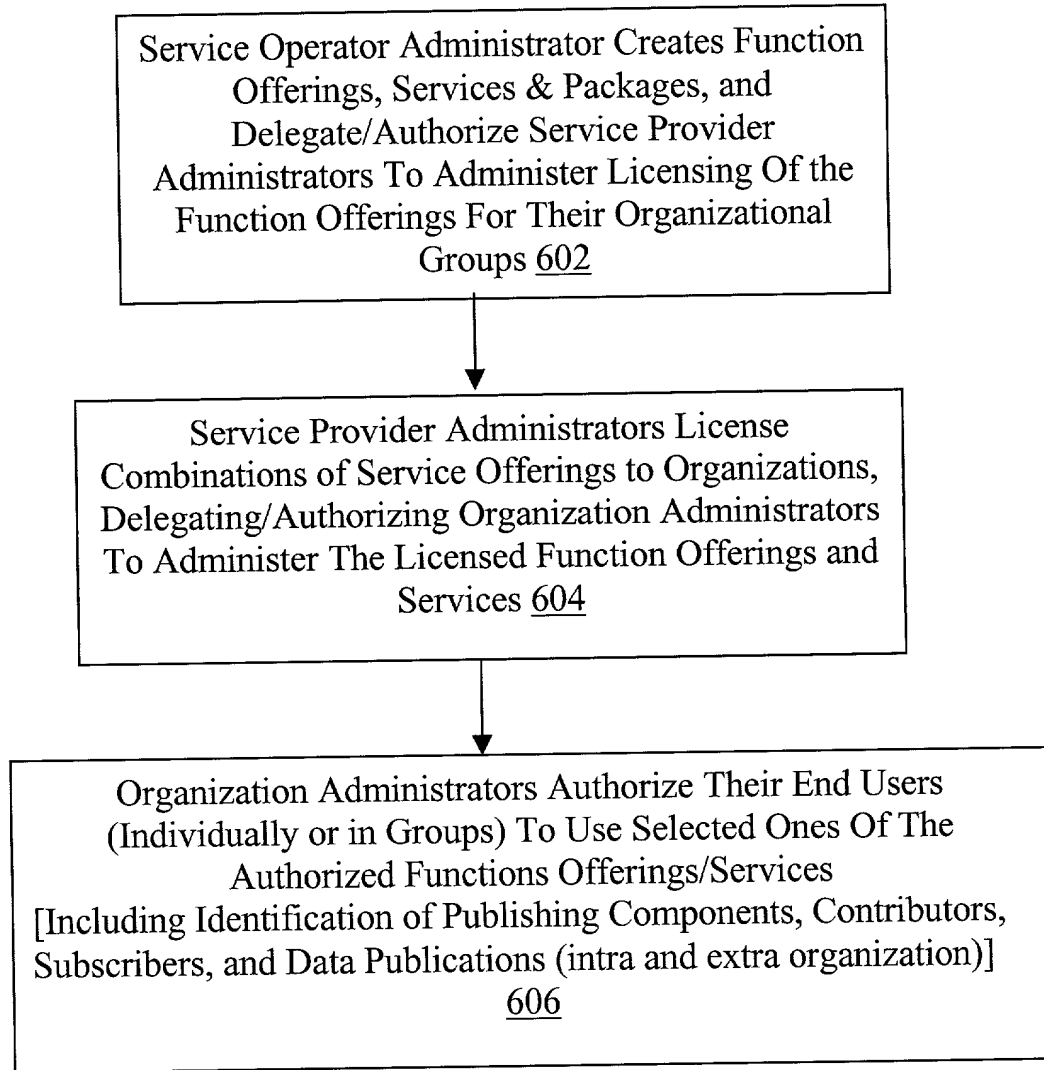 Service Operator Administrator Creates Function
Offerings, Services & Packages, and
Delegate/Authorize Service Provider
Administrators To Administer Licensing Of the
Function Offerings For Their Organizational
Groups 602
Service Provider Administrators License
Combinations of Service Offerings to Organizations,
Delegating/Authorizing Organization Administrators
To Administer The Licensed Function Offerings and
Services 604
Organization Administrators Authorize Their End Users
(Individually or in Groups) To Use Selected Ones Of The
Authorized Functions Offerings/Services
[Including Identification of Publishing Components, Contributors,
Subscribers, and Data Publications (intra and extra organization)]
606